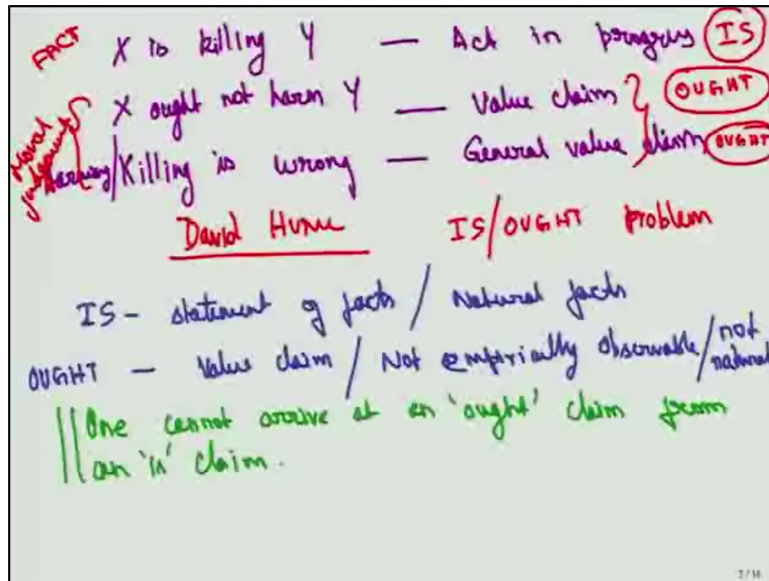 FACT X is killing Y — Act in progress IS
X ought not harm Y — Value claim OUGHT
Moral Judgements Harming/Killing is wrong — General value claim OUGHT
David Hume IS/OUGHT problem
IS - statement of facts / Natural facts
OUGHT - Value claim / Not empirically observable / not natural
One cannot arrive at an 'ought' claim from
an 'is' claim.